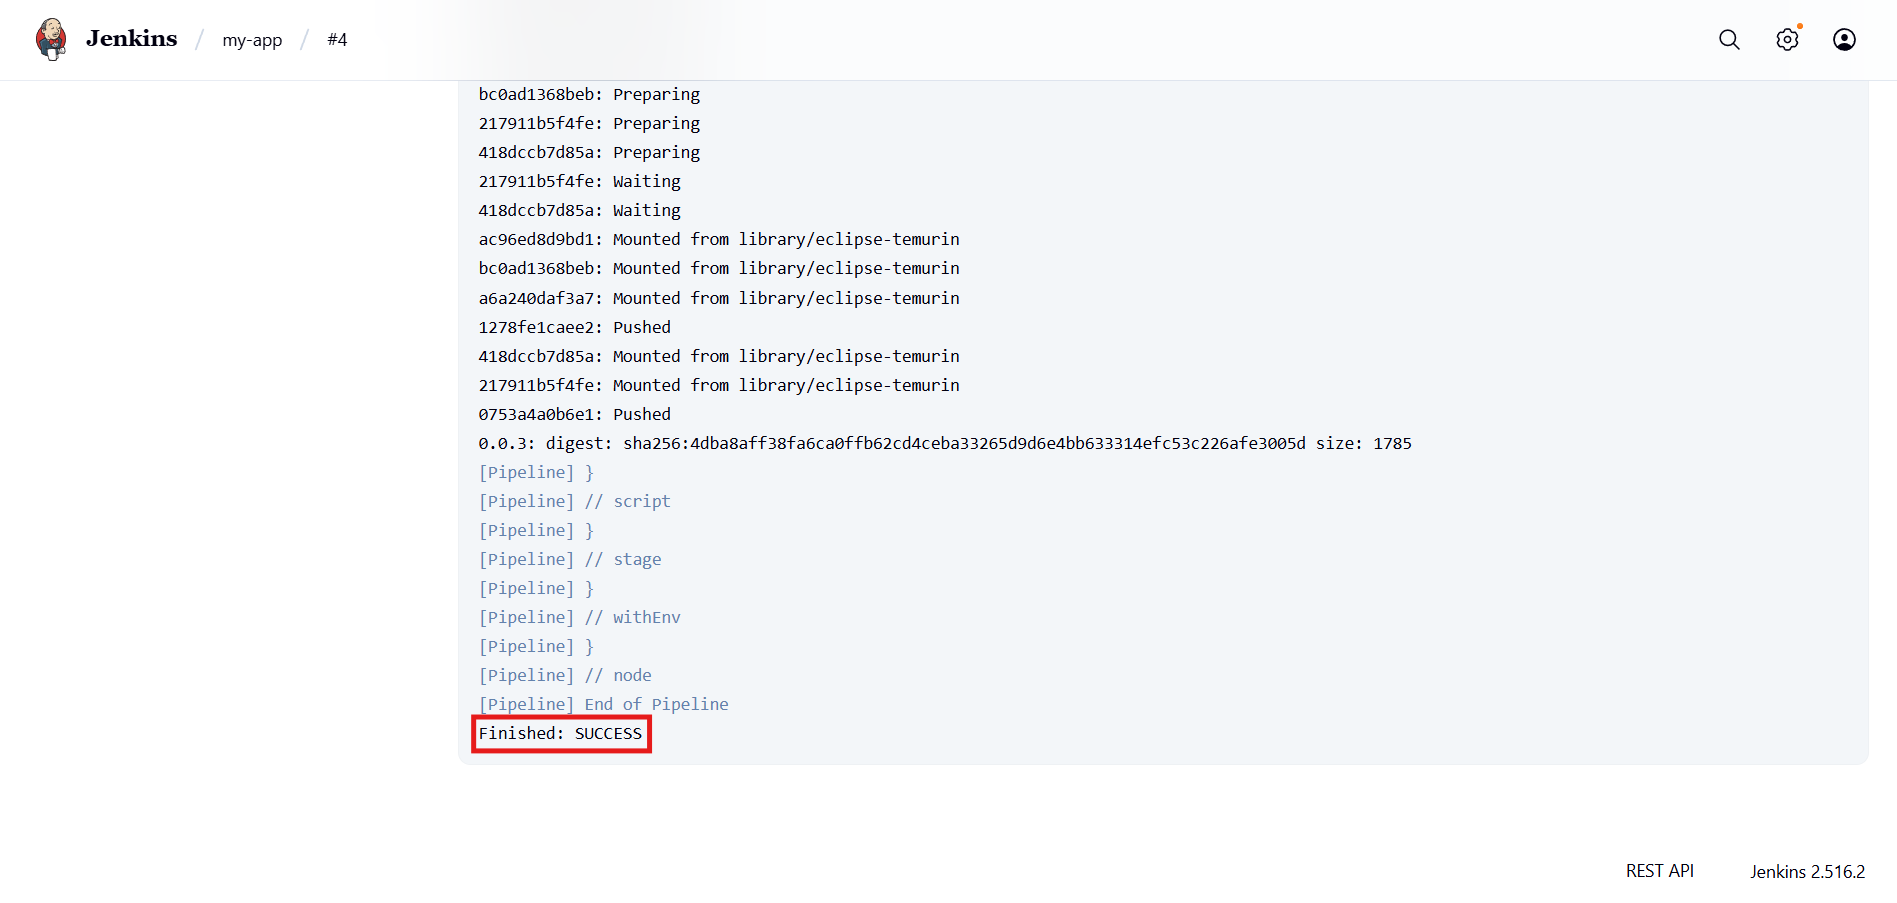 Jenkins / my-app / #4
bc0ad1368beb: Preparing
217911b5f4fe: Preparing
418dccb7d85a: Preparing
217911b5f4fe: Waiting
418dccb7d85a: Waiting
ac96ed8d9bd1: Mounted from library/eclipse-temurin
bc0ad1368beb: Mounted from library/eclipse-temurin
a6a240daf3a7: Mounted from library/eclipse-temurin
1278fe1caee2: Pushed
418dccb7d85a: Mounted from library/eclipse-temurin
217911b5f4fe: Mounted from library/eclipse-temurin
0753a4a0b6e1: Pushed
0.0.3: digest: sha256:4dba8aff38fa6ca0ffb62cd4ceba33265d9d6e4bb633314efc53c226afe3005d size: 1785
[Pipeline] }
[Pipeline] // script
[Pipeline] }
[Pipeline] // stage
[Pipeline] }
[Pipeline] // withEnv
[Pipeline] }
[Pipeline] // node
[Pipeline] End of Pipeline
Finished: SUCCESS
REST API Jenkins 2.516.2